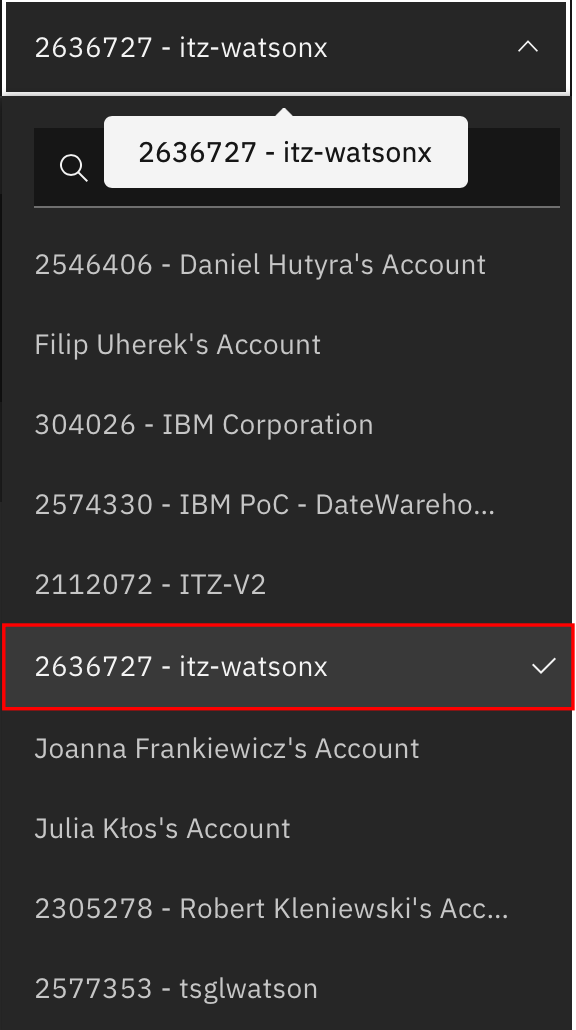 2636727 - itz-watsonx
2636727 - itz-watsonx
2546406 - Daniel Hutyra's Account
Filip Uherek's Account
304026 - IBM Corporation
2574330 - IBM PoC - DateWareho...
2112072 - ITZ-V2
2636727 - itz-watsonx
Joanna Frankiewicz's Account
Julia Kłos's Account
2305278 - Robert Kleniewski's Acc...
2577353 - tsglwatson